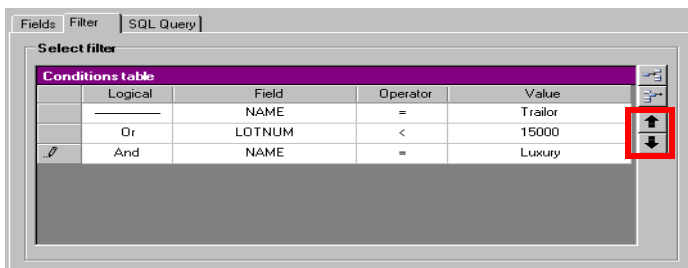 Fields Filter SQL Query
Select filter
Conditions table
Logical Field Operator Value
NAME = Trailor
Or LOTNUM < 15000
And NAME = Luxury